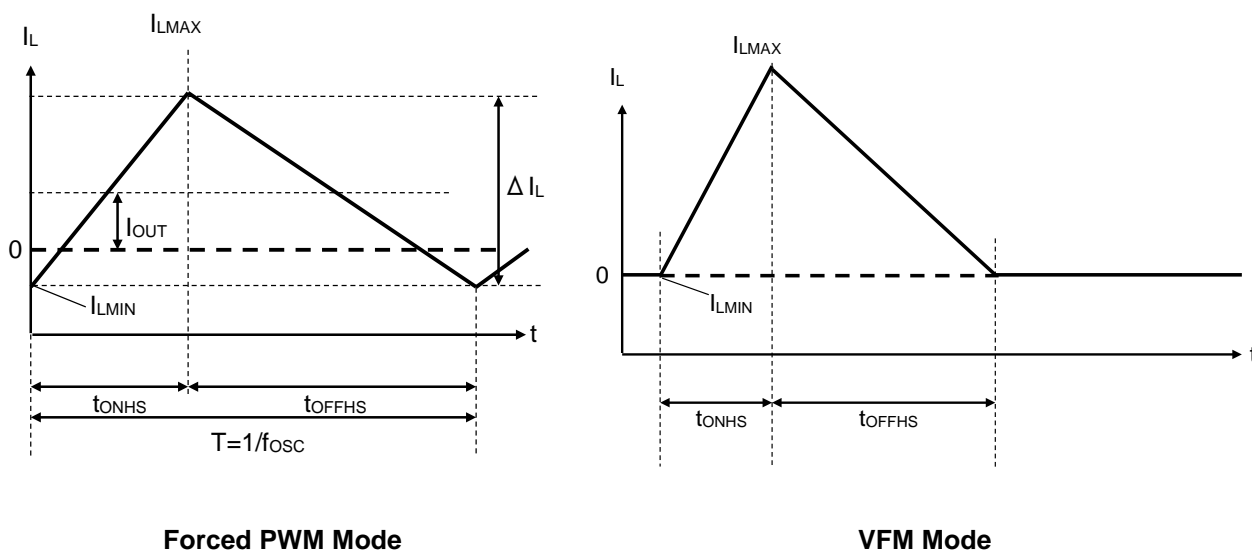 ILMAX
IL
ΔIL
IOUT
0
ILMIN
t
tONHS
tOFFHS
T=1/fOSC
Forced PWM Mode
ILMAX
IL
0
ILMIN
t
tONHS
tOFFHS
VFM Mode